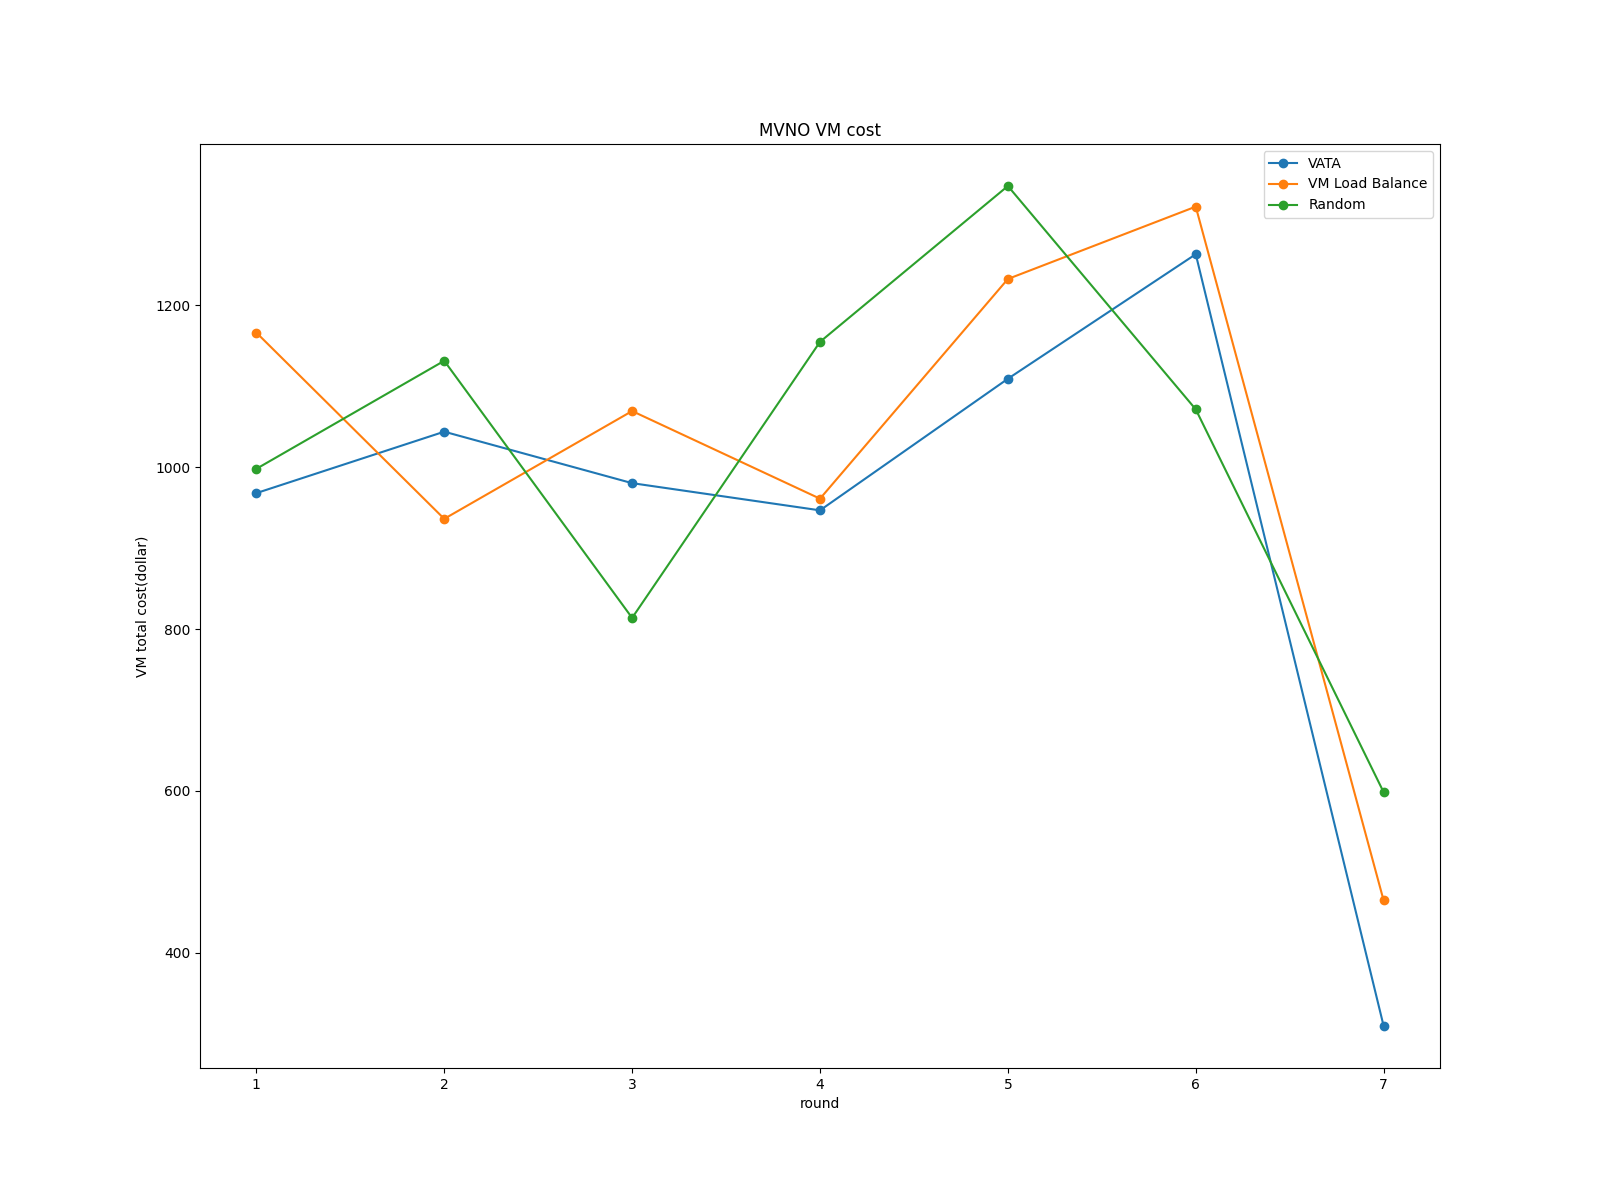 MVNO VM cost
VATA
VM Load Balance
Random
1200
1000
800
600
400
VM total cost(dollar)
1 2 3 4 5 6 7
round